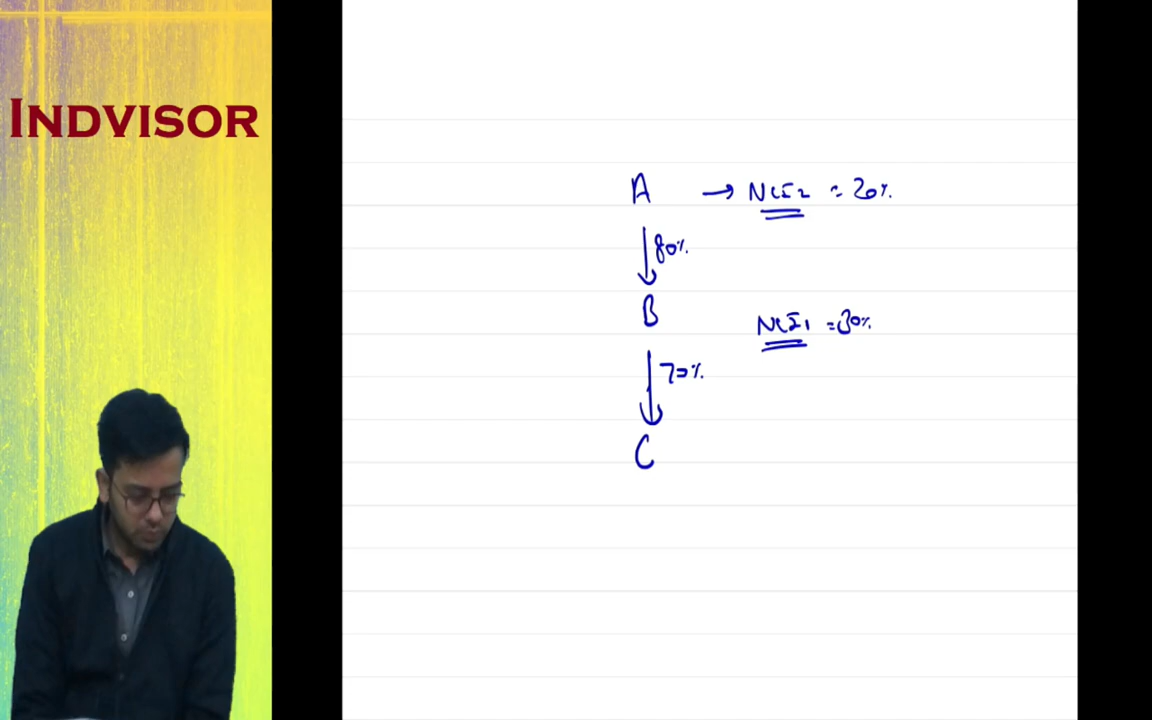 INDVISOR
A → NCI2 = 20%
↓ 80%
B
NCI1 = 30%
↓ 70%
C